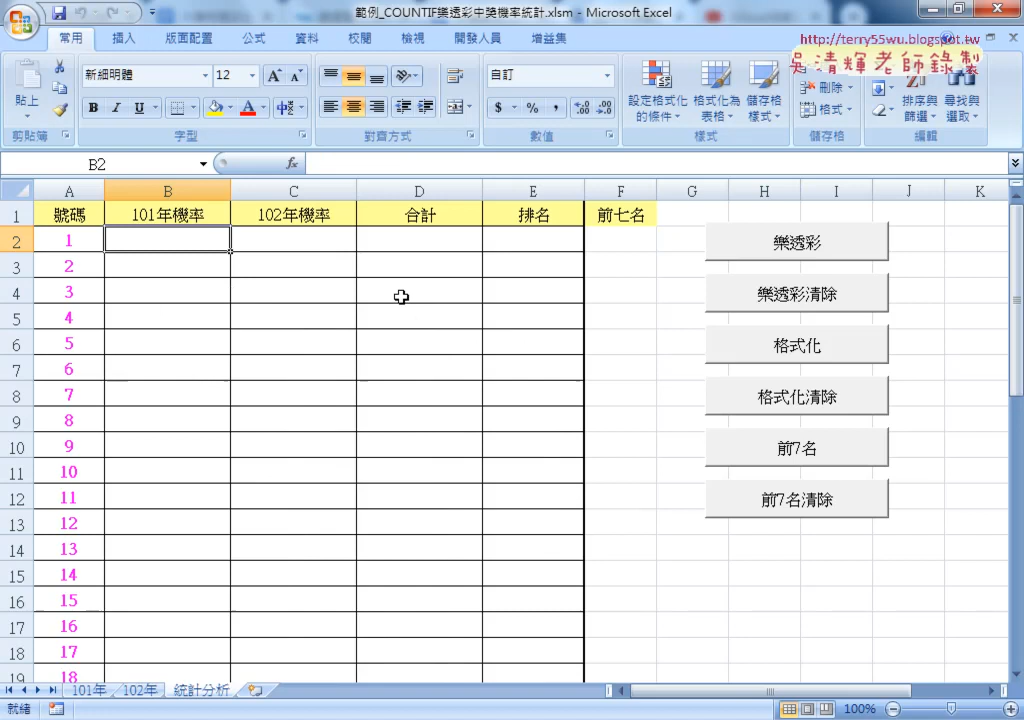 範例_COUNTIF樂透彩中獎機率統計.xlsm - Microsoft Excel
常用 插入 版面配置 公式 資料 校閱 檢視 開發人員 增益集
http://terry55wu.blogspot.tw
吳清輝老師錄製
貼上
新細明體 12
自訂
B I U
$ % ,
設定格式化的條件
格式化為表格
儲存格樣式
刪除
格式
排序與篩選
尋找與選取
剪貼簿 字型 對齊方式 數值 樣式 儲存格 編輯
B2 fx
A B C D E F G H I J K
1 號碼 101年機率 102年機率 合計 排名 前七名
2 1
3 2
4 3
5 4
6 5
7 6
8 7
9 8
10 9
11 10
12 11
13 12
14 13
15 14
16 15
17 16
18 17
19 18
樂透彩
樂透彩清除
格式化
格式化清除
前7名
前7名清除
101年 102年 統計分析
就緒 100%